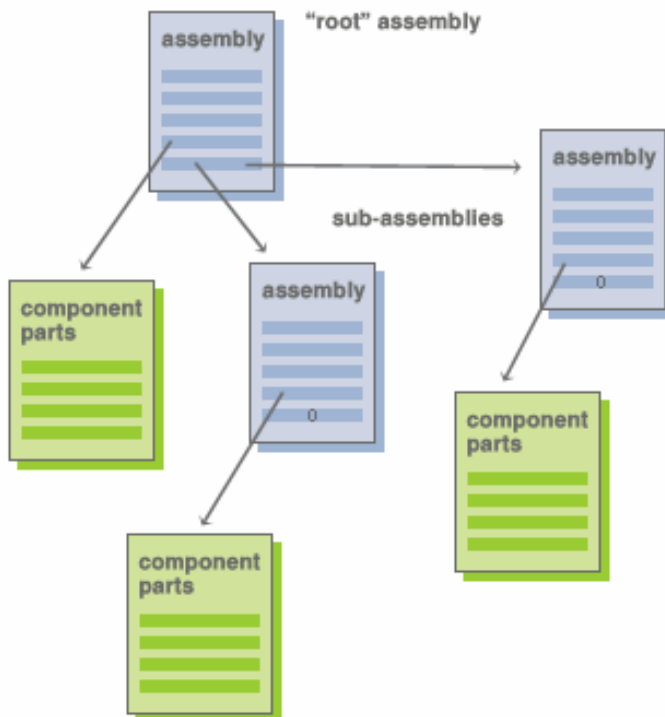 “root” assembly
assembly
assembly
sub-assemblies
0
assembly
component
parts
0
component
parts
component
parts